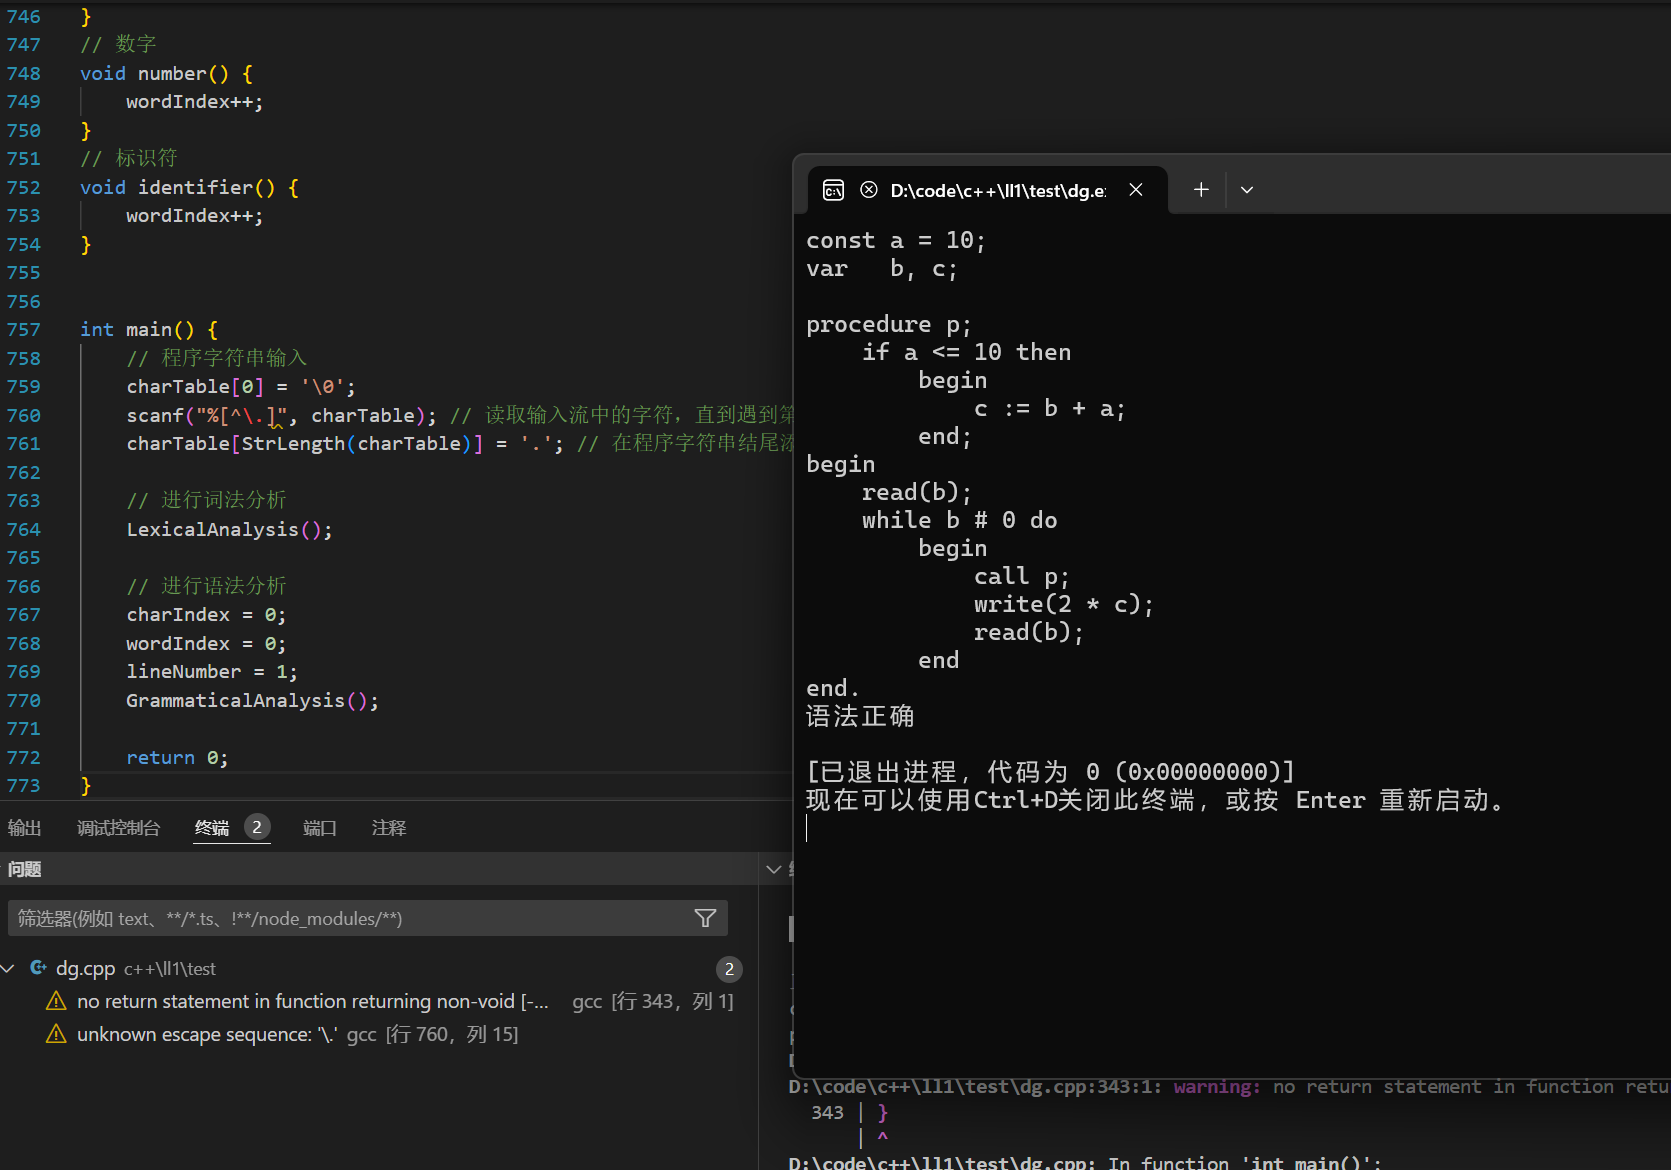 746 }
747 // 数字
748 void number() {
749 wordIndex++;
750 }
751 // 标识符
752 void identifier() {
753 wordIndex++;
754 }
755
756
757 int main() {
758 // 程序字符串输入
759 charTable[0] = '\0';
760 scanf("%[^\.]", charTable); // 读取输入流中的字符，直到遇到第
761 charTable[StrLength(charTable)] = '.'; // 在程序字符串结尾添
762
763 // 进行词法分析
764 LexicalAnalysis();
765
766 // 进行语法分析
767 charIndex = 0;
768 wordIndex = 0;
769 lineNumber = 1;
770 GrammaticalAnalysis();
771
772 return 0;
773 }
D:\code\c++\ll1\test\dg.e
const a = 10;
var b, c;
procedure p;
if a <= 10 then
begin
c := b + a;
end;
begin
read(b);
while b # 0 do
begin
call p;
write(2 * c);
read(b);
end
end.
语法正确
[已退出进程，代码为 0 (0x00000000)]
现在可以使用Ctrl+D关闭此终端，或按 Enter 重新启动。
输出 调试控制台 终端 2 端口 注释
问题
筛选器(例如 text、**/*.ts、!**/node_modules/**)
dg.cpp c++\ll1\test 2
no return statement in function returning non-void [-... gcc [行 343，列 1]
unknown escape sequence: '\.' gcc [行 760，列 15]
D:\code\c++\ll1\test\dg.cpp:343:1: warning: no return statement in function retu
343 | }
| ^
D:\code\c++\ll1\test\dg.cpp: In function 'int main()':